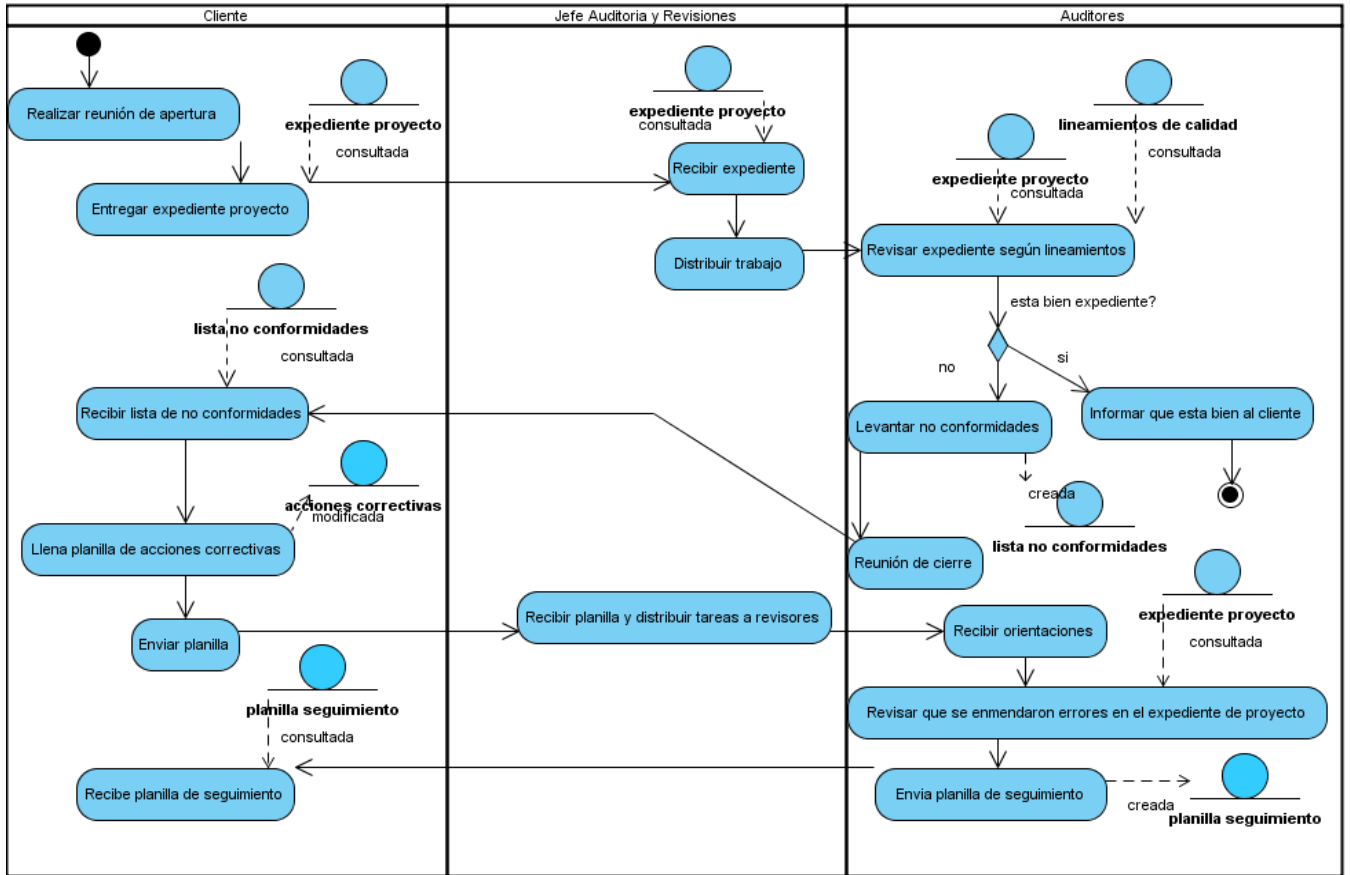 Cliente
Jefe Auditoria y Revisiones
Auditores
Realizar reunión de apertura
expediente proyecto
consultada
Entregar expediente proyecto
expediente proyecto
consultada
Recibir expediente
Distribuir trabajo
lineamientos de calidad
consultada
expediente proyecto
consultada
Revisar expediente según lineamientos
esta bien expediente?
no
si
Levantar no conformidades
Informar que esta bien al cliente
creada
lista no conformidades
Reunión de cierre
lista no conformidades
consultada
Recibir lista de no conformidades
acciones correctivas
modificada
Llena planilla de acciones correctivas
Enviar planilla
Recibir planilla y distribuir tareas a revisores
Recibir orientaciones
expediente proyecto
consultada
Revisar que se enmendaron errores en el expediente de proyecto
Envia planilla de seguimiento
creada
planilla seguimiento
planilla seguimiento
consultada
Recibe planilla de seguimiento